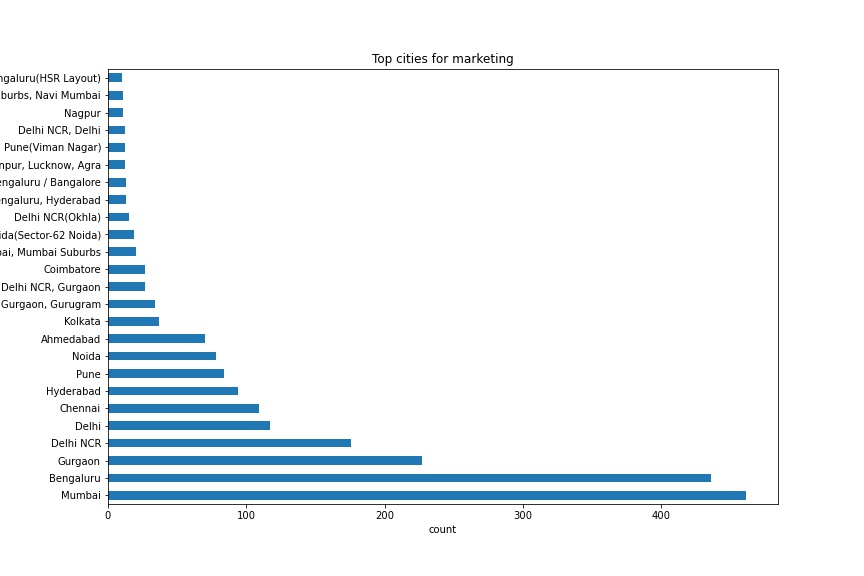 Top cities for marketing
ngaluru(HSR Layout)
burbs, Navi Mumbai
Nagpur
Delhi NCR, Delhi
Pune(Viman Nagar)
npur, Lucknow, Agra
engaluru / Bangalore
engaluru, Hyderabad
Delhi NCR(Okhla)
ida(Sector-62 Noida)
bai, Mumbai Suburbs
Coimbatore
Delhi NCR, Gurgaon
Gurgaon, Gurugram
Kolkata
Ahmedabad
Noida
Pune
Hyderabad
Chennai
Delhi
Delhi NCR
Gurgaon
Bengaluru
Mumbai
0 100 200 300 400
count